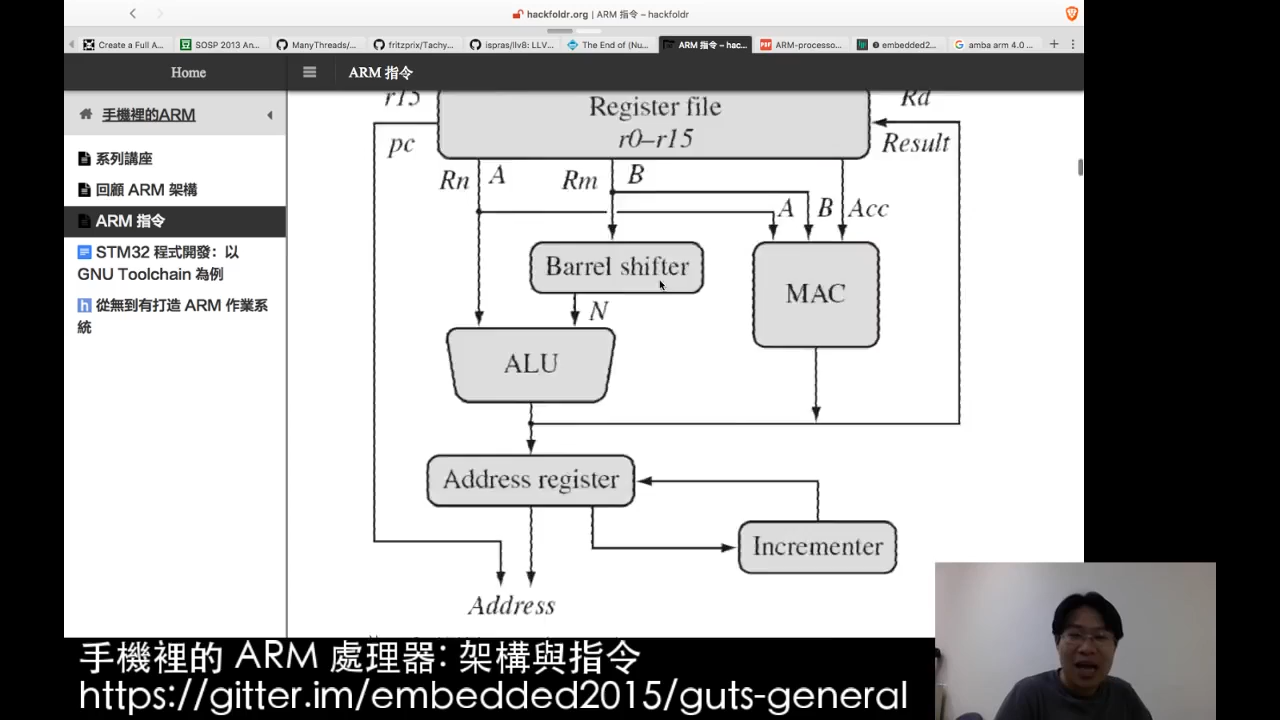 hackfoldr.org | ARM 指令 – hackfoldr
Create a Full A...
SOSP 2013 An...
ManyThreads/...
fritzprix/Tachy...
ispras/llv8: LLV...
The End of (Nu...
ARM 指令 – hac...
ARM-processo...
embedded2...
amba arm 4.0 ...
Home
ARM 指令
手機裡的ARM
系列講座
回顧 ARM 架構
ARM 指令
STM32 程式開發：以
GNU Toolchain 為例
從無到有打造 ARM 作業系
統
r15
Register file
Rd
r0–r15
pc
Result
Rn
A
Rm
B
A
B
Acc
Barrel shifter
MAC
N
ALU
Address register
Incrementer
Address
手機裡的 ARM 處理器: 架構與指令
https://gitter.im/embedded2015/guts-general